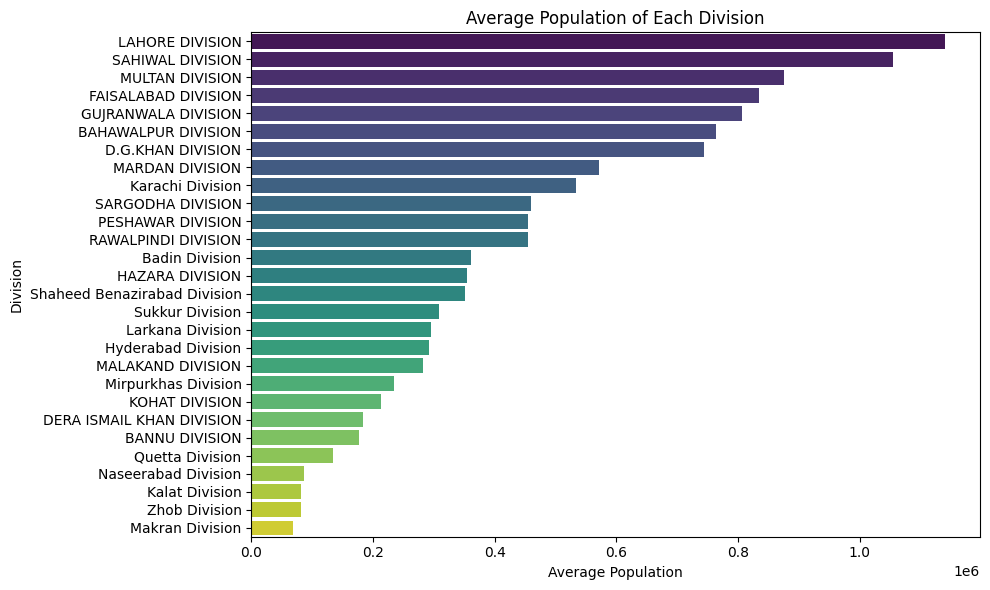 Average Population of Each Division
Division
LAHORE DIVISION
SAHIWAL DIVISION
MULTAN DIVISION
FAISALABAD DIVISION
GUJRANWALA DIVISION
BAHAWALPUR DIVISION
D.G.KHAN DIVISION
MARDAN DIVISION
Karachi Division
SARGODHA DIVISION
PESHAWAR DIVISION
RAWALPINDI DIVISION
Badin Division
HAZARA DIVISION
Shaheed Benazirabad Division
Sukkur Division
Larkana Division
Hyderabad Division
MALAKAND DIVISION
Mirpurkhas Division
KOHAT DIVISION
DERA ISMAIL KHAN DIVISION
BANNU DIVISION
Quetta Division
Naseerabad Division
Kalat Division
Zhob Division
Makran Division
0.0 0.2 0.4 0.6 0.8 1.0
1e6
Average Population